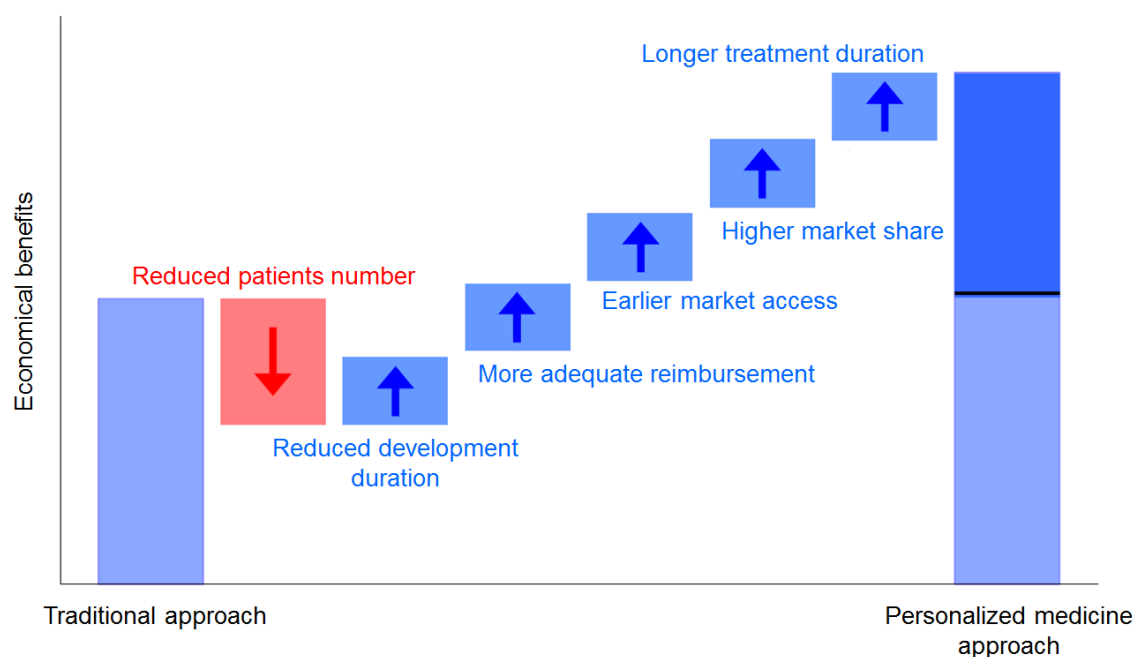 Longer treatment duration
Higher market share
Reduced patients number
Earlier market access
More adequate reimbursement
Reduced development
duration
Economical benefits
Traditional approach
Personalized medicine
approach